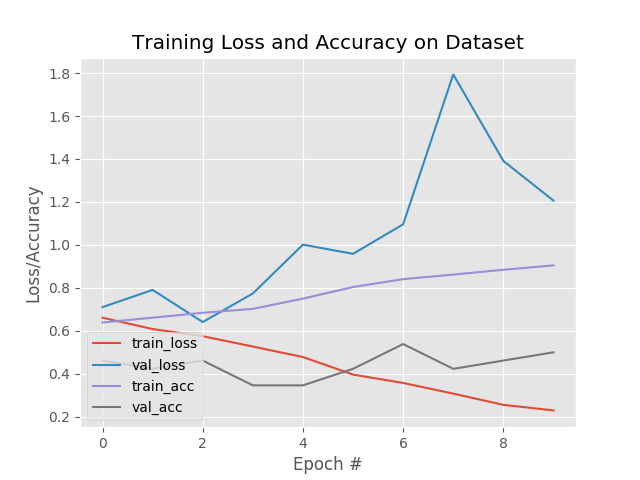 Training Loss and Accuracy on Dataset
Loss/Accuracy
1.8
1.6
1.4
1.2
1.0
0.8
0.6
0.4
0.2
train_loss
val_loss
train_acc
val_acc
0 2 4 6 8
Epoch #